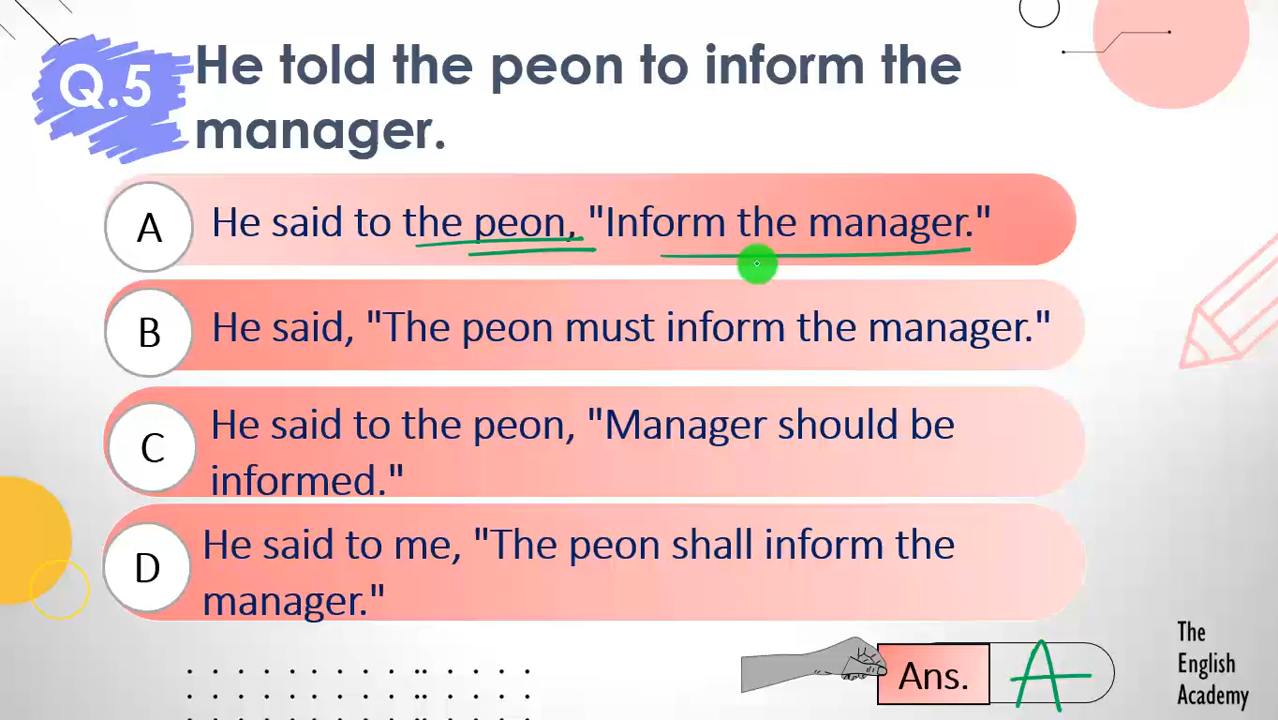 Q.5
He told the peon to inform the
manager.
A
He said to the peon, "Inform the manager."
B
He said, "The peon must inform the manager."
C
He said to the peon, "Manager should be
informed."
D
He said to me, "The peon shall inform the
manager."
Ans.
A
The
English
Academy